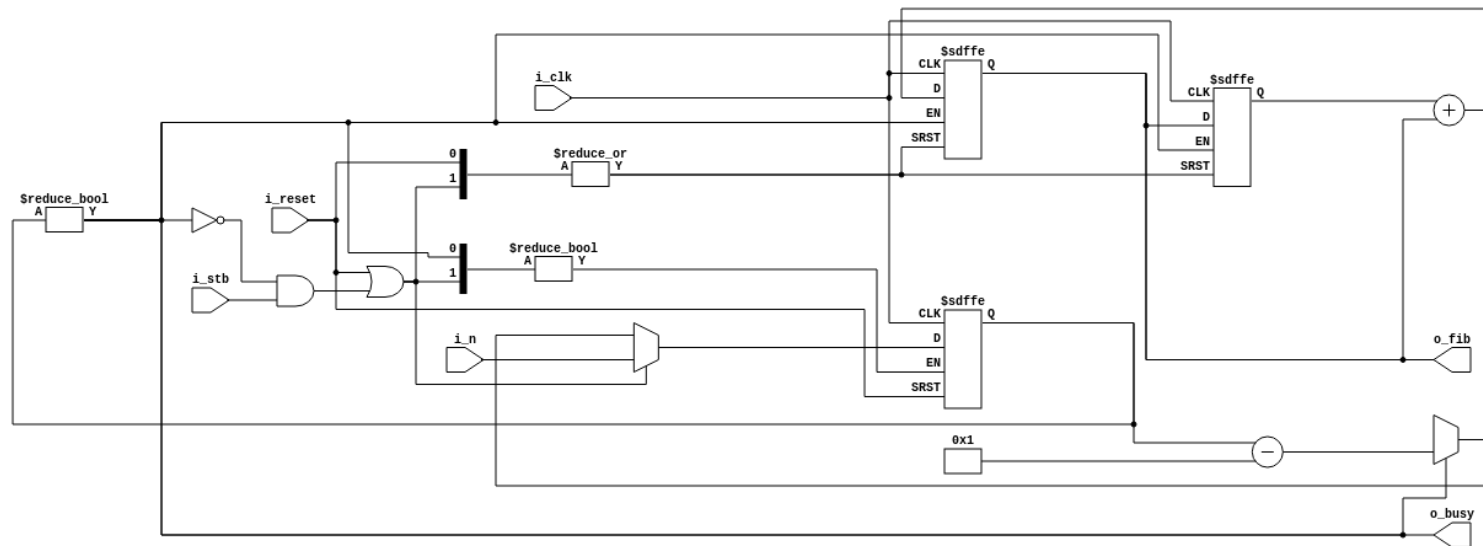 $sdffe
i_clk
CLK
Q
D
EN
SRST
$sdffe
CLK
Q
D
EN
SRST
+
0
1
A
$reduce_or
Y
i_reset
$reduce_bool
A
Y
0
1
A
$reduce_bool
Y
i_stb
$sdffe
CLK
Q
D
EN
SRST
i_n
o_fib
0x1
−
o_busy